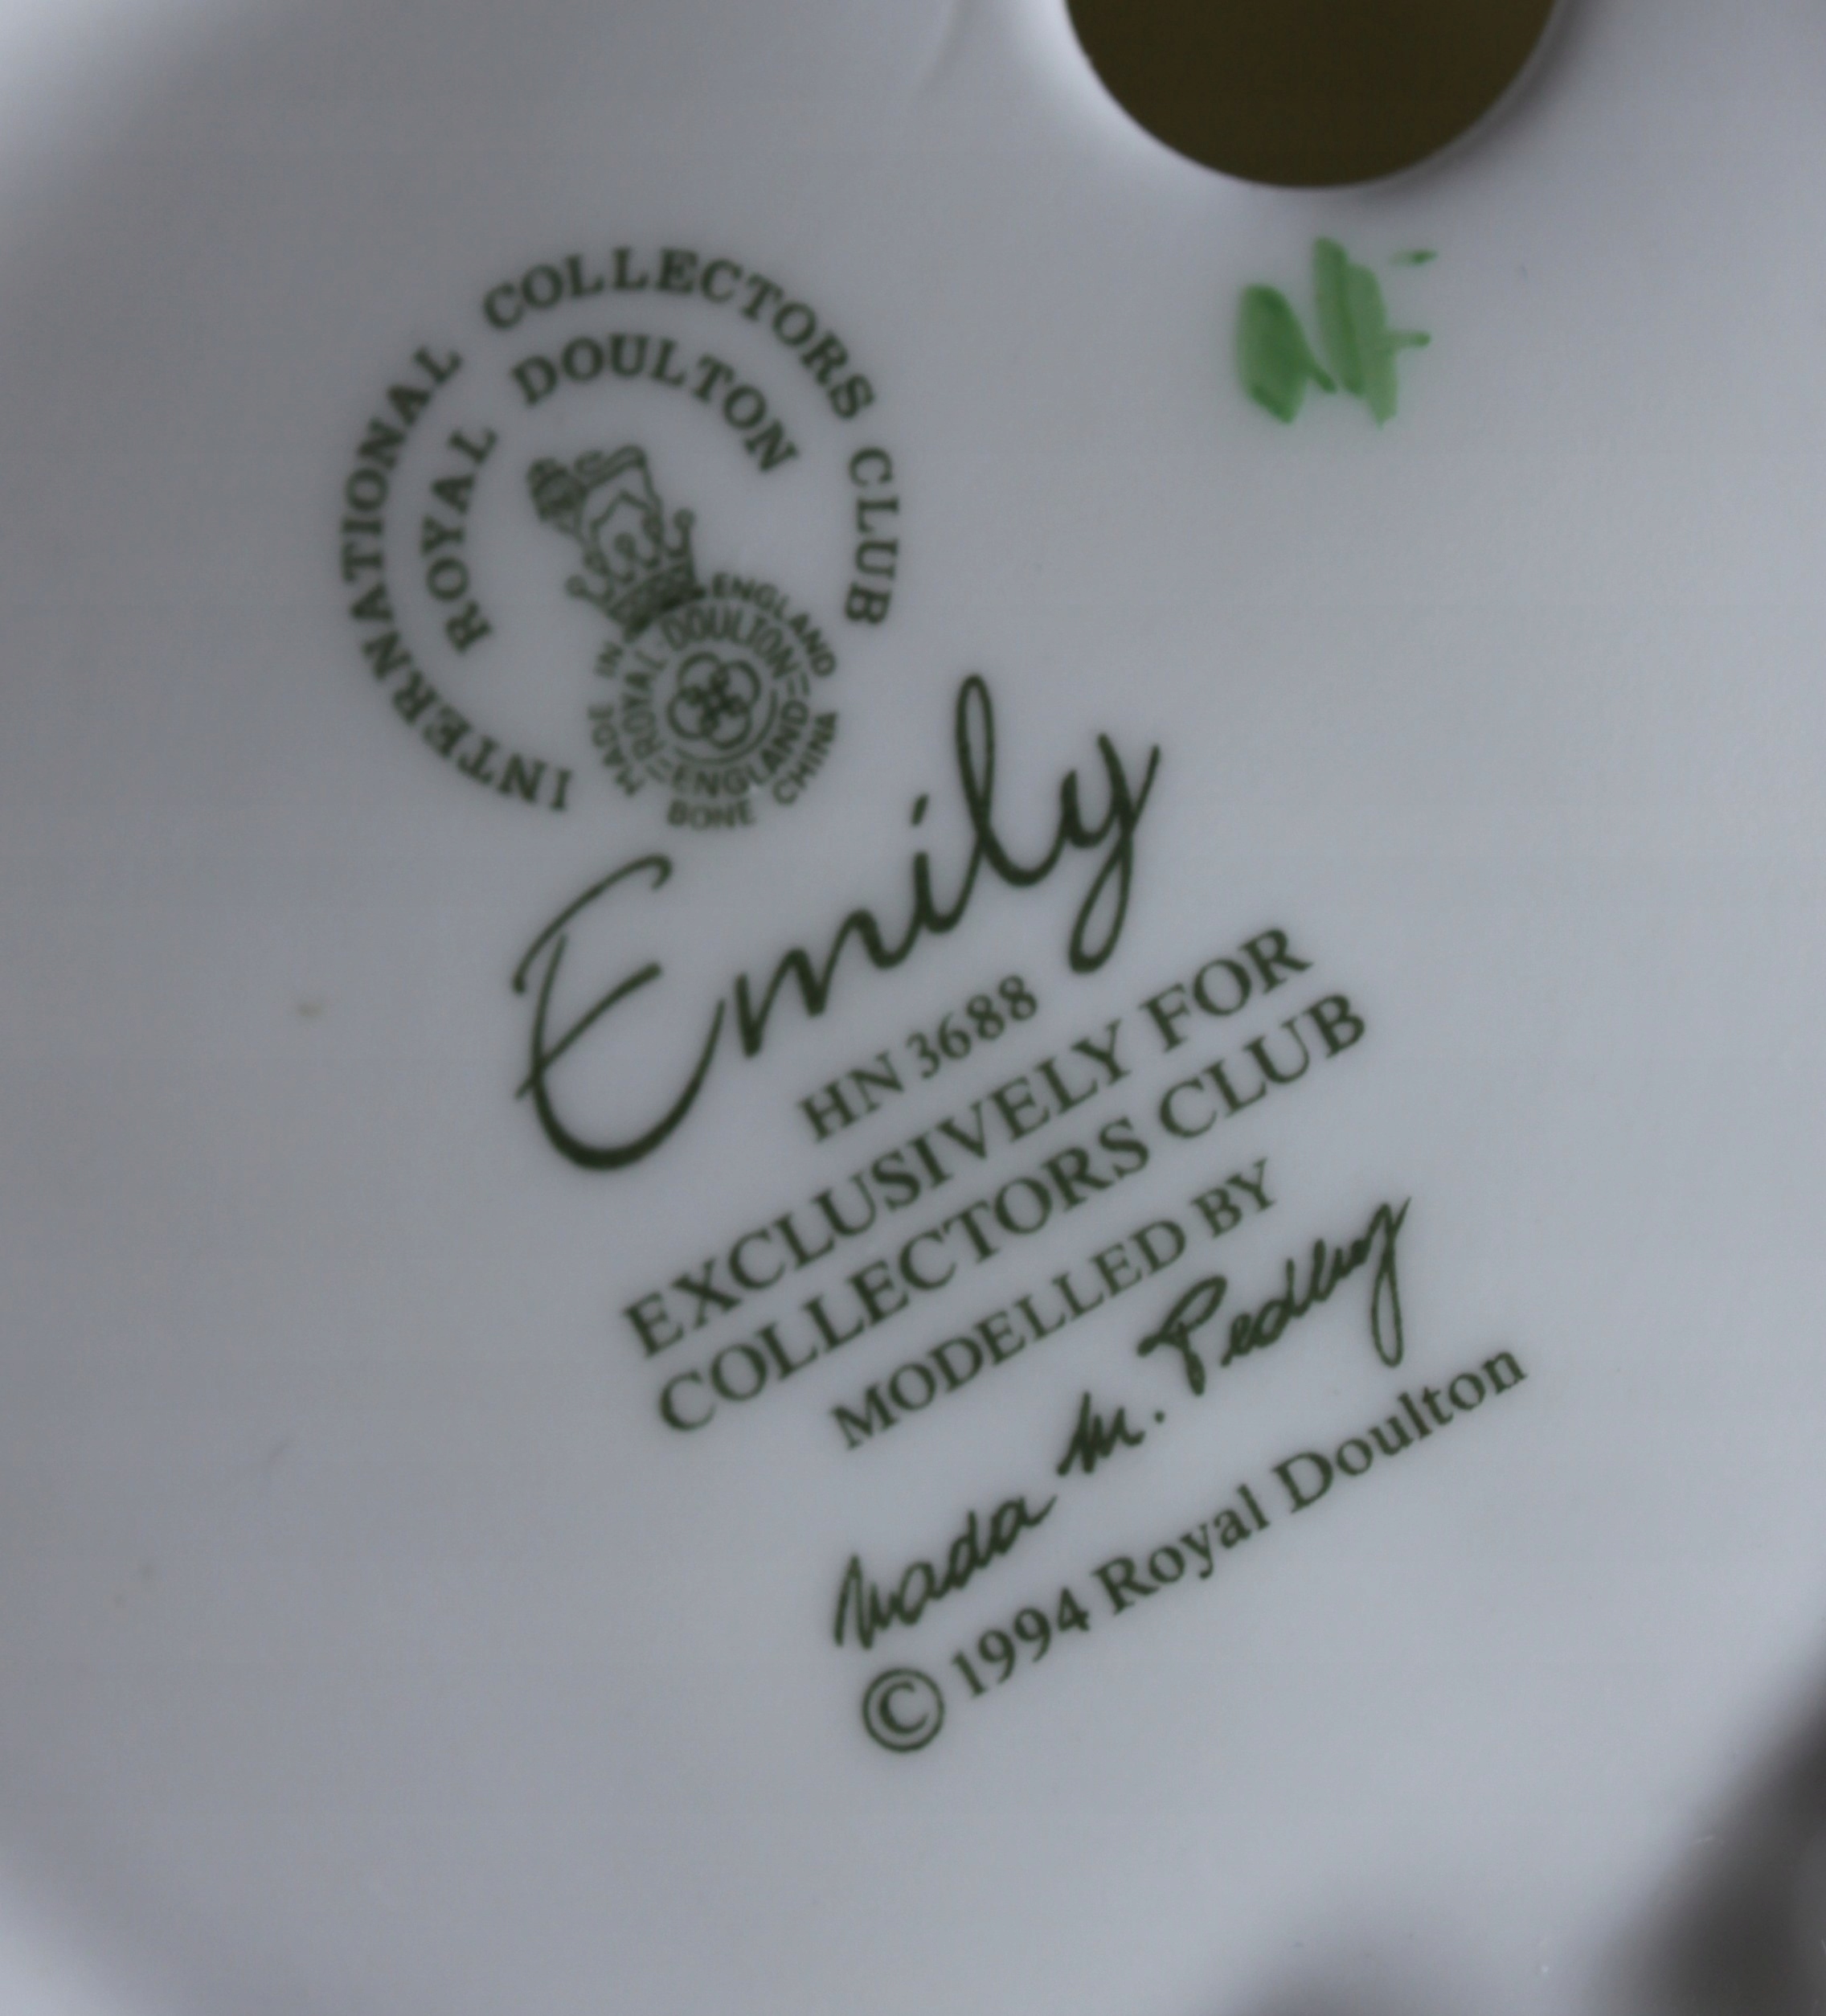 INTERNATIONAL COLLECTORS CLUB
ROYAL DOULTON
MADE IN ENGLAND
ROYAL DOULTON
ENGLAND
BONE CHINA
Emily
HN 3688
EXCLUSIVELY FOR
COLLECTORS CLUB
MODELLED BY
Nada M. Pedley
© 1994 Royal Doulton